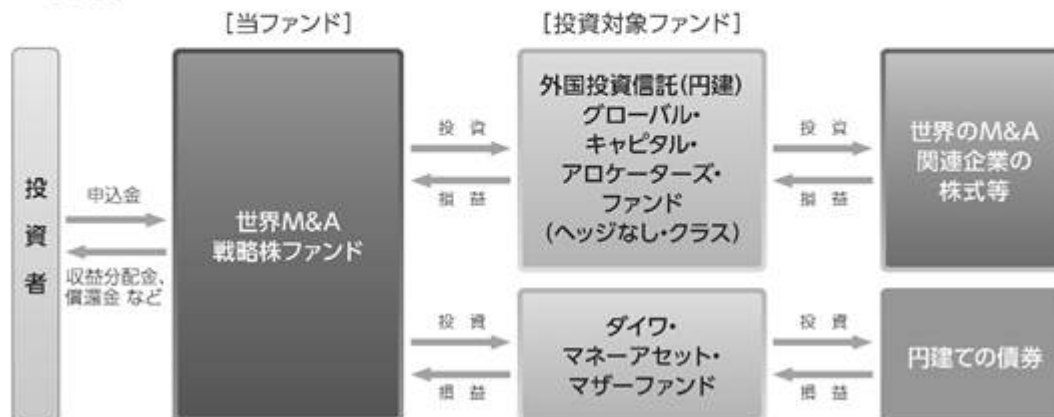 [当ファンド]
[投資対象ファンド]
投資者
申込金
収益分配金、
償還金 など
世界M&A
戦略株ファンド
投資
損益
外国投資信託(円建)
グローバル・
キャピタル・
アロケーターズ・
ファンド
(ヘッジなし・クラス)
投資
損益
世界のM&A
関連企業の
株式等
投資
損益
ダイワ・
マネーアセット・
マザーファンド
投資
損益
円建ての債券